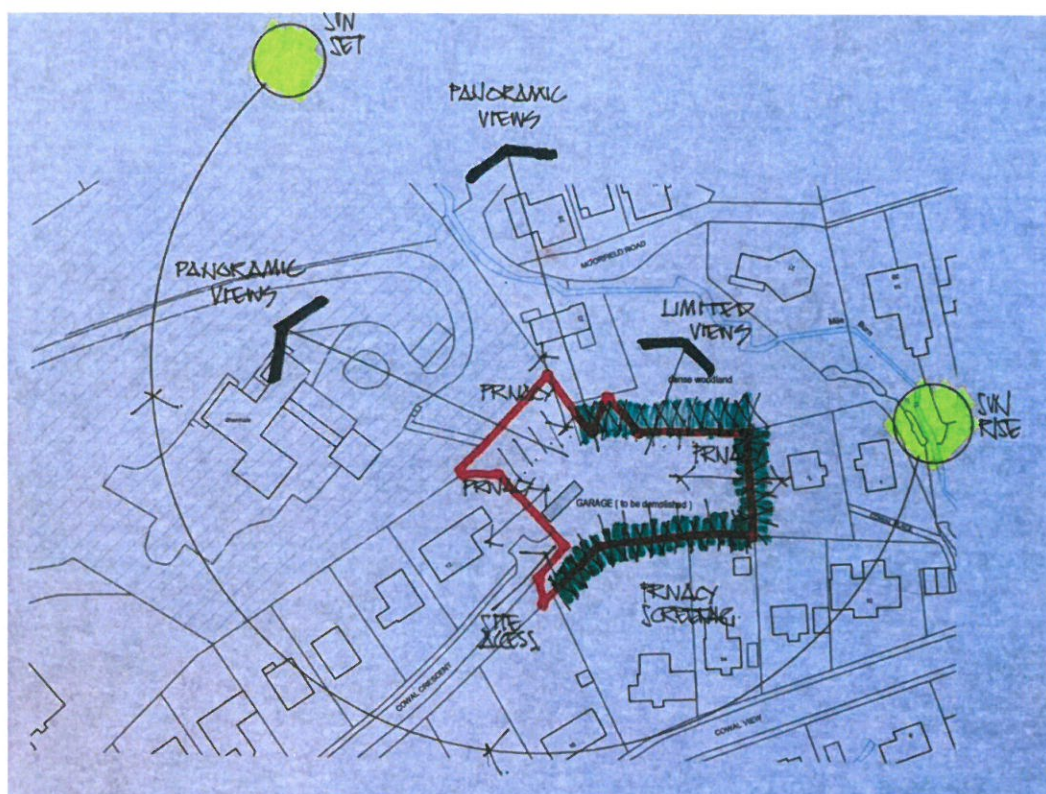 SUN
SET
PANORAMIC
VIEWS
MOORFIELD ROAD
PANORAMIC
VIEWS
LIMITED
VIEWS
dense woodland
PRIVACY
SUN
RISE
PRIVACY
PRIVACY
GARAGE ( to be demolished )
PRIVACY
SCREENING
SITE
ACCESS
COWAL CRESCENT
COWAL VIEW